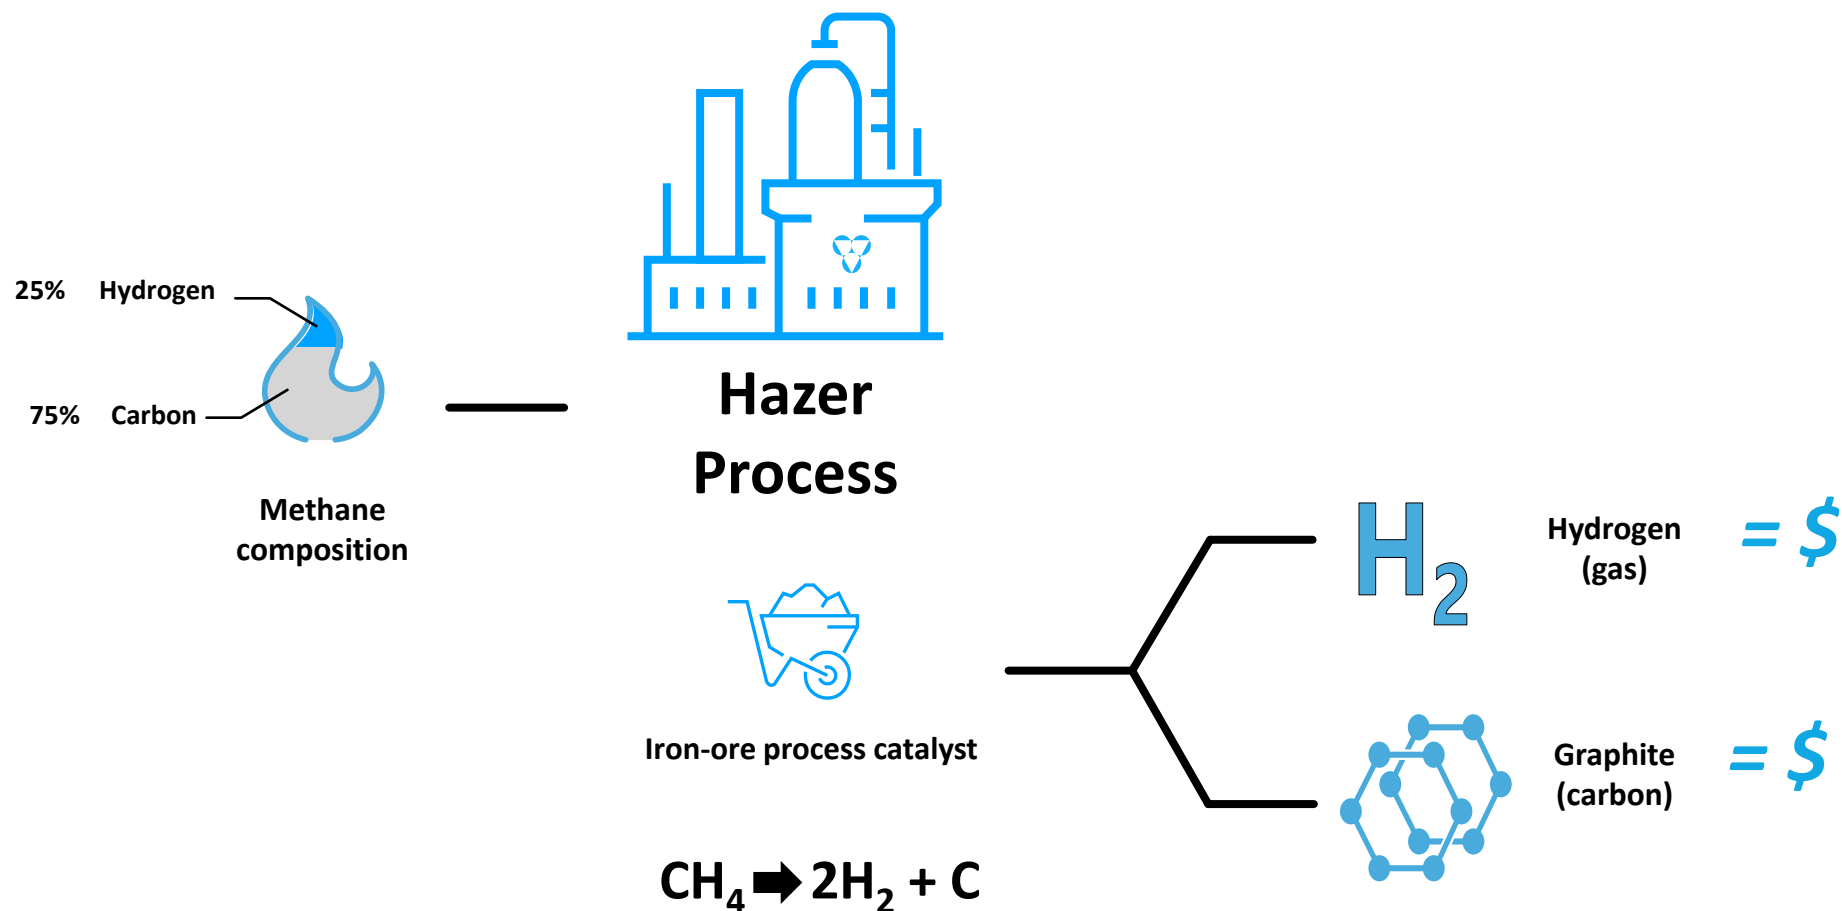 25% Hydrogen
75% Carbon
Methane
composition
Hazer
Process
Iron-ore process catalyst
CH₄ ➡ 2H₂ + C
H₂
Hydrogen
(gas)
= $
Graphite
(carbon)
= $